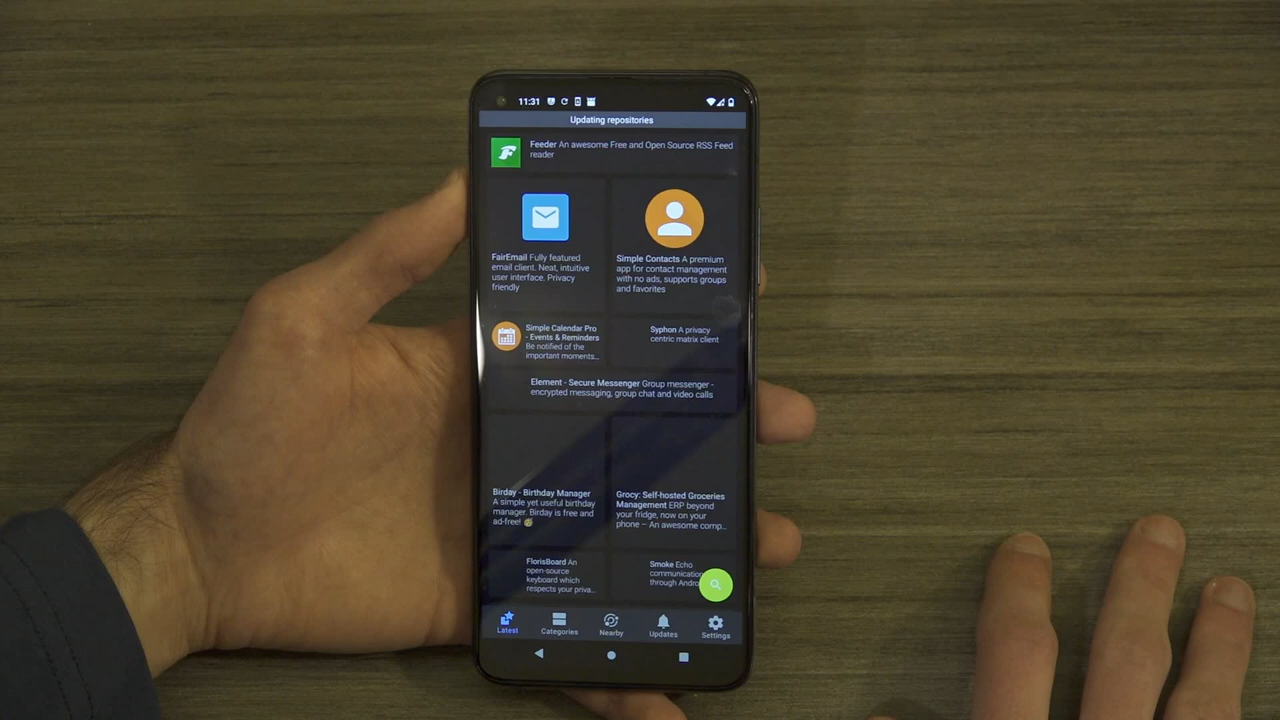 11:31
Updating repositories
Feeder An awesome Free and Open Source RSS Feed
reader
FairEmail Fully featured
email client. Neat, intuitive
user interface. Privacy
friendly
Simple Contacts A premium
app for contact management
with no ads, supports groups
and favorites
Simple Calendar Pro
- Events & Reminders
Be notified of the
important moments...
Syphon A privacy
centric matrix client
Element - Secure Messenger Group messenger -
encrypted messaging, group chat and video calls
Birday - Birthday Manager
A simple yet useful birthday
manager. Birday is free and
ad-free! 🥳
Grocy: Self-hosted Groceries
Management ERP beyond
your fridge, now on your
phone – An awesome comp...
FlorisBoard An
open-source
keyboard which
respects your priva...
Smoke Echo
communication
through Andro
Latest
Categories
Nearby
Updates
Settings